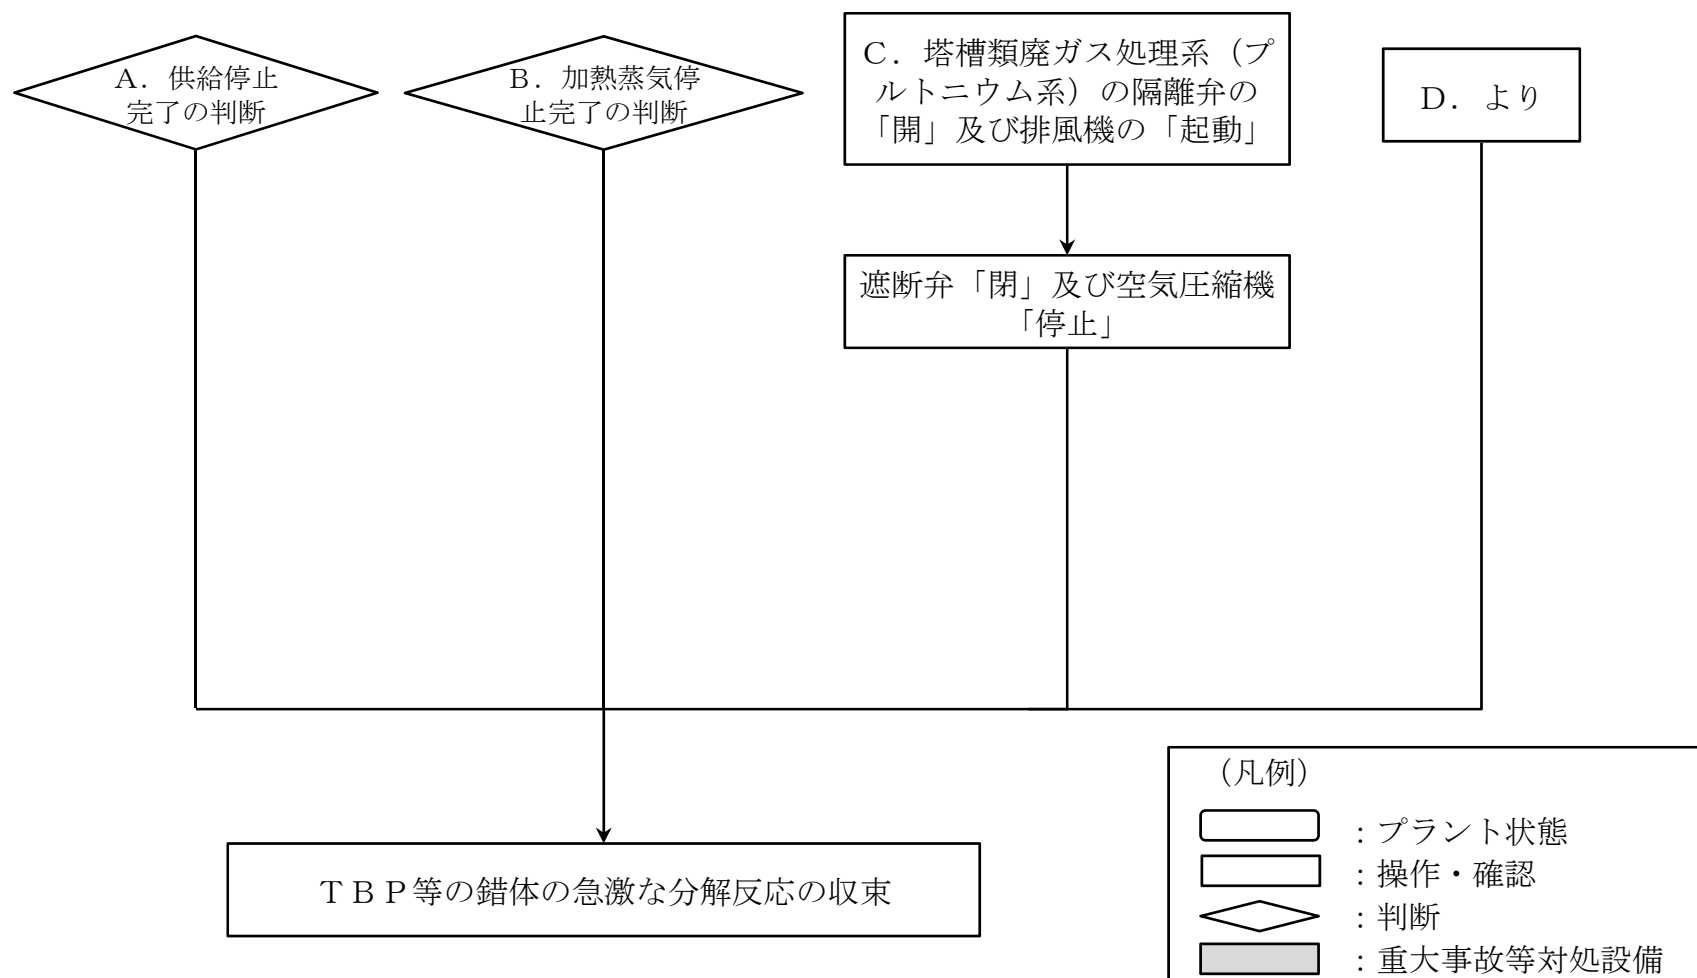 A．供給停止
完了の判断
B．加熱蒸気停
止完了の判断
C．塔槽類廃ガス処理系（プ
ルトニウム系）の隔離弁の
「開」及び排風機の「起動」
D．より
遮断弁「閉」及び空気圧縮機
「停止」
ＴＢＰ等の錯体の急激な分解反応の収束
（凡例）
：プラント状態
：操作・確認
：判断
：重大事故等対処設備